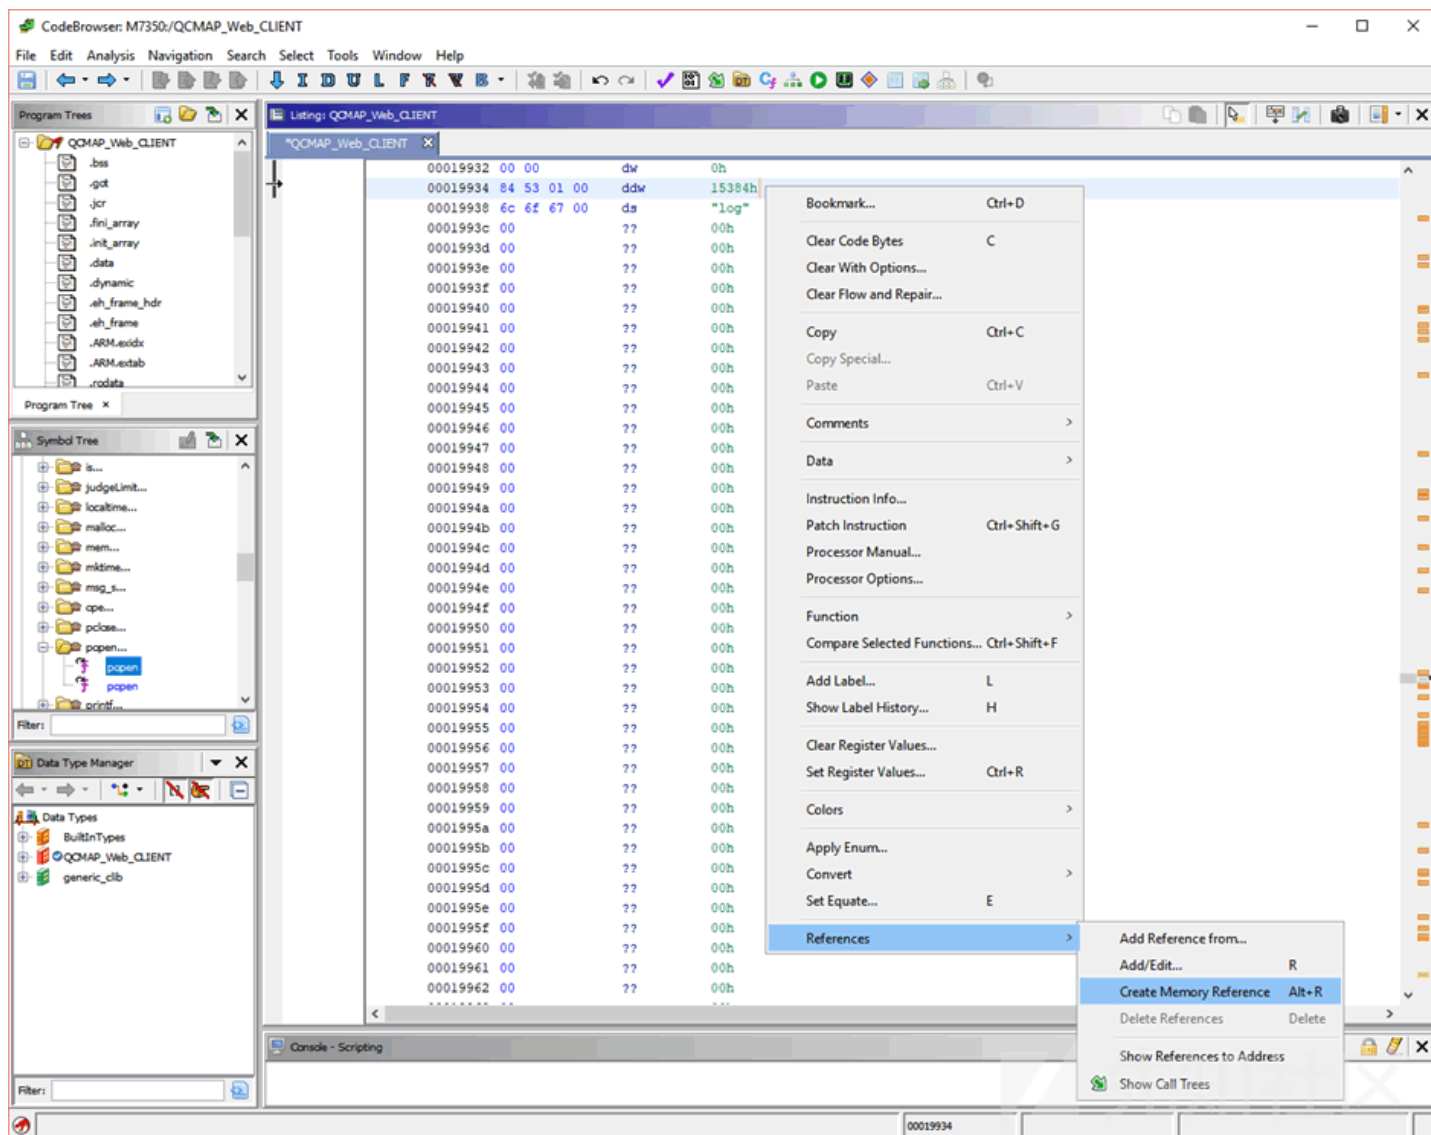 CodeBrowser: M7350:/QCMAP_Web_CLIENT
File Edit Analysis Navigation Search Select Tools Window Help
Program Trees
QCMAP_Web_CLIENT
.bss
.got
.jcr
.fini_array
.init_array
.data
.dynamic
.eh_frame_hdr
.eh_frame
.ARM.exidx
.ARM.extab
.rodata
Program Tree ×
Symbol Tree
is...
judgeLimit...
localtime...
malloc...
mem...
mktime...
msg_s...
ope...
pclose...
popen...
popen
popen
printf...
Filter:
Data Type Manager
Data Types
BuiltInTypes
QCMAP_Web_CLIENT
generic_clib
Filter:
Listing: QCMAP_Web_CLIENT
*QCMAP_Web_CLIENT
00019932 00 00 dw 0h
00019934 84 53 01 00 ddw 15384h
00019938 6c 6f 67 00 ds "log"
0001993c 00 ?? 00h
0001993d 00 ?? 00h
0001993e 00 ?? 00h
0001993f 00 ?? 00h
00019940 00 ?? 00h
00019941 00 ?? 00h
00019942 00 ?? 00h
00019943 00 ?? 00h
00019944 00 ?? 00h
00019945 00 ?? 00h
00019946 00 ?? 00h
00019947 00 ?? 00h
00019948 00 ?? 00h
00019949 00 ?? 00h
0001994a 00 ?? 00h
0001994b 00 ?? 00h
0001994c 00 ?? 00h
0001994d 00 ?? 00h
0001994e 00 ?? 00h
0001994f 00 ?? 00h
00019950 00 ?? 00h
00019951 00 ?? 00h
00019952 00 ?? 00h
00019953 00 ?? 00h
00019954 00 ?? 00h
00019955 00 ?? 00h
00019956 00 ?? 00h
00019957 00 ?? 00h
00019958 00 ?? 00h
00019959 00 ?? 00h
0001995a 00 ?? 00h
0001995b 00 ?? 00h
0001995c 00 ?? 00h
0001995d 00 ?? 00h
0001995e 00 ?? 00h
0001995f 00 ?? 00h
00019960 00 ?? 00h
00019961 00 ?? 00h
00019962 00 ?? 00h
Bookmark... Ctrl+D
Clear Code Bytes C
Clear With Options...
Clear Flow and Repair...
Copy Ctrl+C
Copy Special...
Paste Ctrl+V
Comments
Data
Instruction Info...
Patch Instruction Ctrl+Shift+G
Processor Manual...
Processor Options...
Function
Compare Selected Functions... Ctrl+Shift+F
Add Label... L
Show Label History... H
Clear Register Values...
Set Register Values... Ctrl+R
Colors
Apply Enum...
Convert
Set Equate... E
References
Add Reference from...
Add/Edit... R
Create Memory Reference Alt+R
Delete References Delete
Show References to Address
Show Call Trees
Console - Scripting
00019934